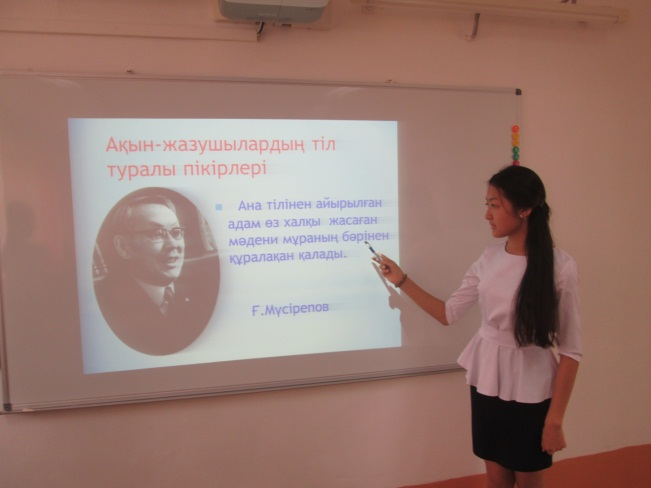 Ақын-жазушылардың тіл
туралы пікірлері
Ана тілінен айырылған
адам өз халқы жасаған
мәдени мұраның бәрінен
құралақан қалады.
Ғ.Мүсірепов